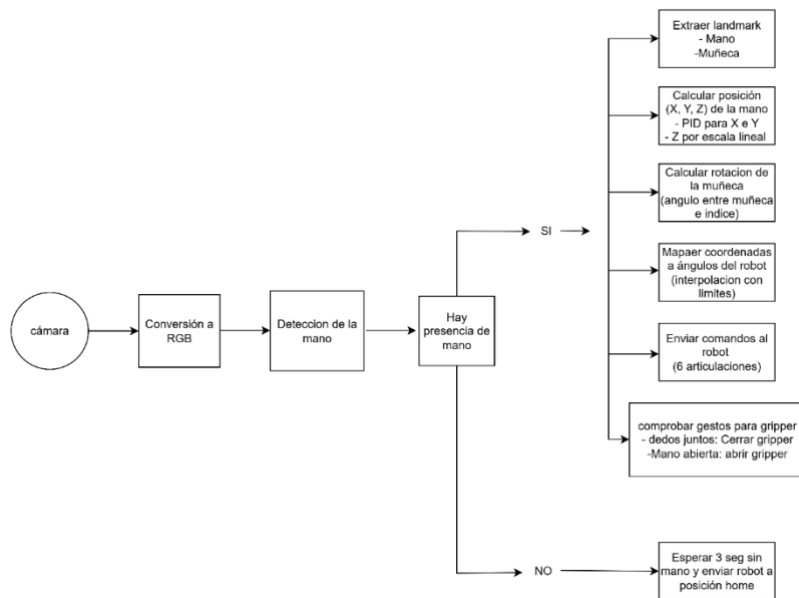 cámara
Conversión a
RGB
Deteccion de la
mano
Hay
presencia de
mano
SI
Extraer landmark
- Mano
-Muñeca
Calcular posición
(X, Y, Z) de la mano
- PID para X e Y
- Z por escala lineal
Calcular rotacion de
la muñeca
(angulo entre muñeca
e indice)
Mapaer coordenadas
a ángulos del robot
(interpolacion con
limites)
Enviar comandos al
robot
(6 articulaciones)
comprobar gestos para gripper
- dedos juntos: Cerrar gripper
-Mano abierta: abrir gripper
NO
Esperar 3 seg sin
mano y enviar robot a
posición home